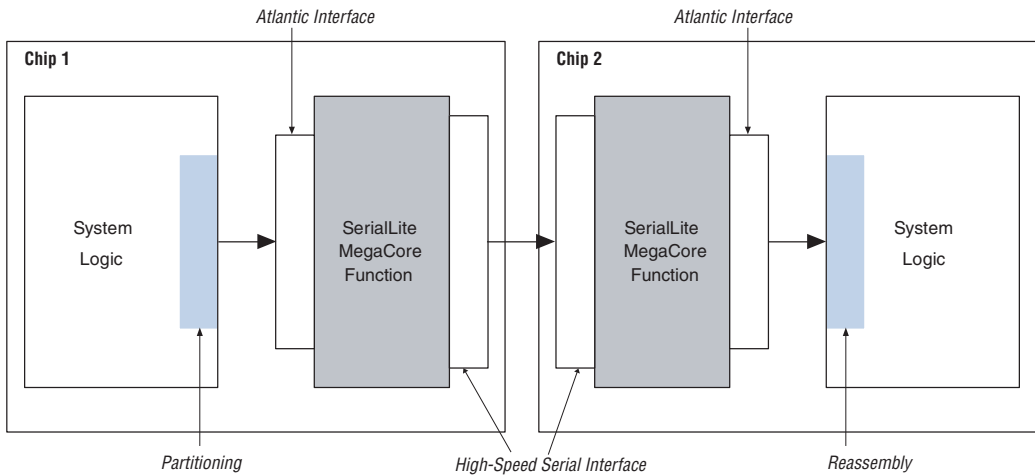 Atlantic Interface
Atlantic Interface
Chip 1
Chip 2
System
Logic
SerialLite
MegaCore
Function
SerialLite
MegaCore
Function
System
Logic
Partitioning
High-Speed Serial Interface
Reassembly